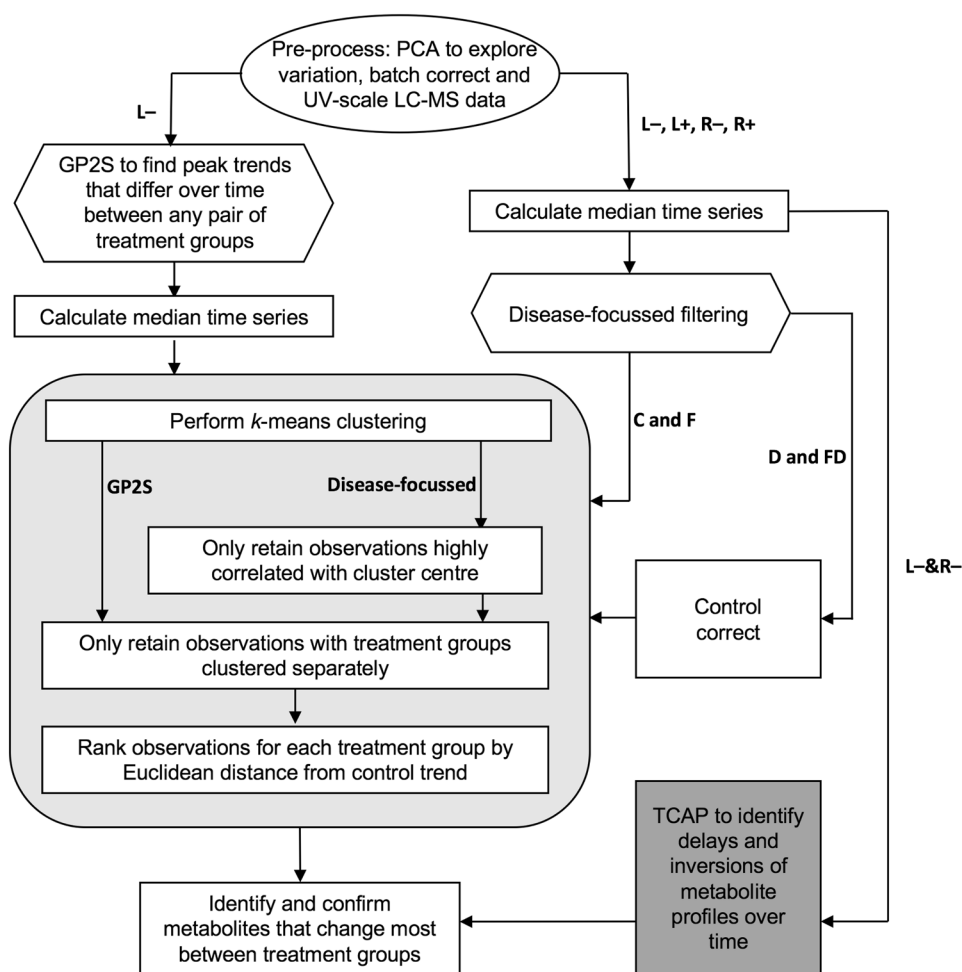 Pre-process: PCA to explore
variation, batch correct and
UV-scale LC-MS data
L–
L–, L+, R–, R+
GP2S to find peak trends
that differ over time
between any pair of
treatment groups
Calculate median time series
Disease-focussed filtering
Calculate median time series
C and F
D and FD
L–&R–
Perform k-means clustering
GP2S
Disease-focussed
Only retain observations highly
correlated with cluster centre
Only retain observations with treatment groups
clustered separately
Rank observations for each treatment group by
Euclidean distance from control trend
Control
correct
TCAP to identify
delays and
inversions of
metabolite
profiles over
time
Identify and confirm
metabolites that change most
between treatment groups